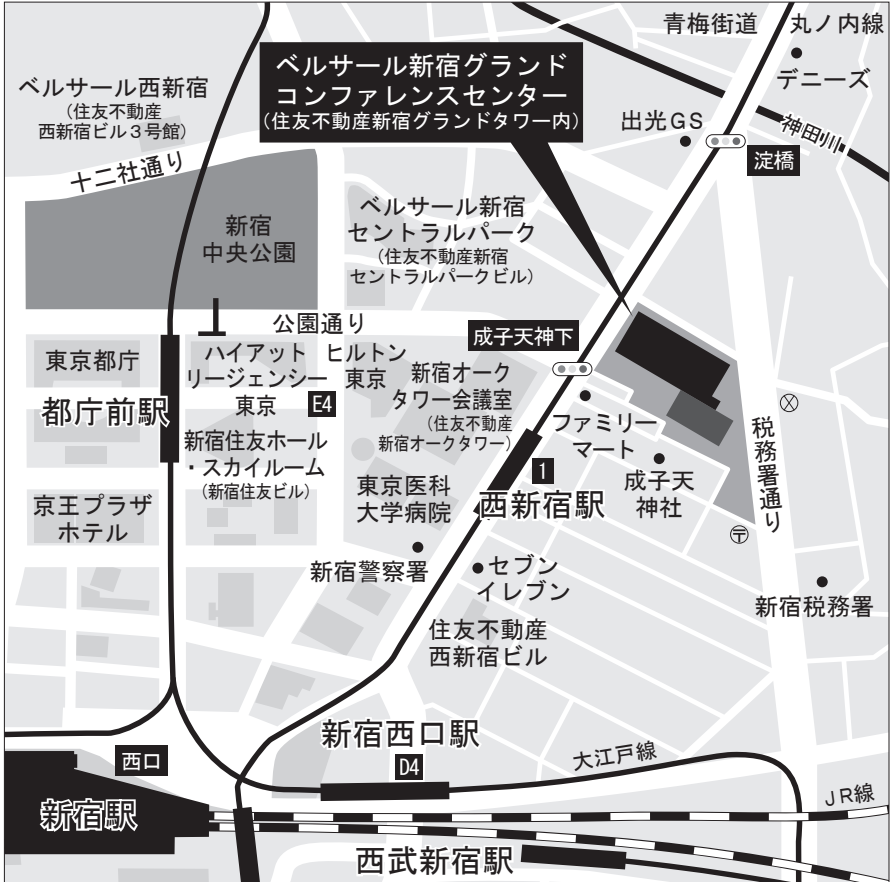 青梅街道
丸ノ内線
デニーズ
ベルサール新宿グランド
コンファレンスセンター
(住友不動産新宿グランドタワー内)
ベルサール西新宿
(住友不動産
西新宿ビル3号館)
出光GS
神田川
淀橋
十二社通り
新宿
中央公園
ベルサール新宿
セントラルパーク
(住友不動産新宿
セントラルパークビル)
公園通り
成子天神下
東京都庁
都庁前駅
ハイアット
リージェンシー
東京
ヒルトン
東京
E4
新宿オーク
タワー会議室
(住友不動産
新宿オークタワー)
ファミリー
マート
税務署通り
新宿住友ホール
・スカイルーム
(新宿住友ビル)
1
西新宿駅
成子天
神社
京王プラザ
ホテル
東京医科
大学病院
〒
新宿警察署
セブン
イレブン
新宿税務署
住友不動産
西新宿ビル
新宿西口駅
D4
西口
大江戸線
JR線
新宿駅
西武新宿駅